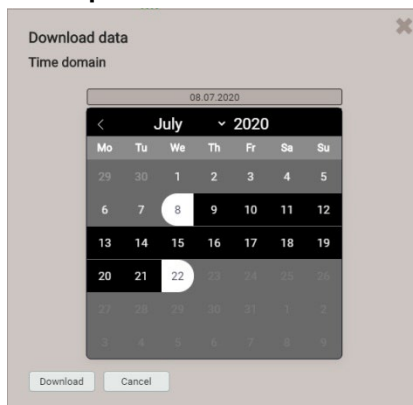 Download data
Time domain
08.07.2020
July 2020
Mo Tu We Th Fr Sa Su
29 30 1 2 3 4 5
6 7 8 9 10 11 12
13 14 15 16 17 18 19
20 21 22 23 24 25 26
27 28 29 30 31 1 2
3 4 5 6 7 8 9
Download Cancel